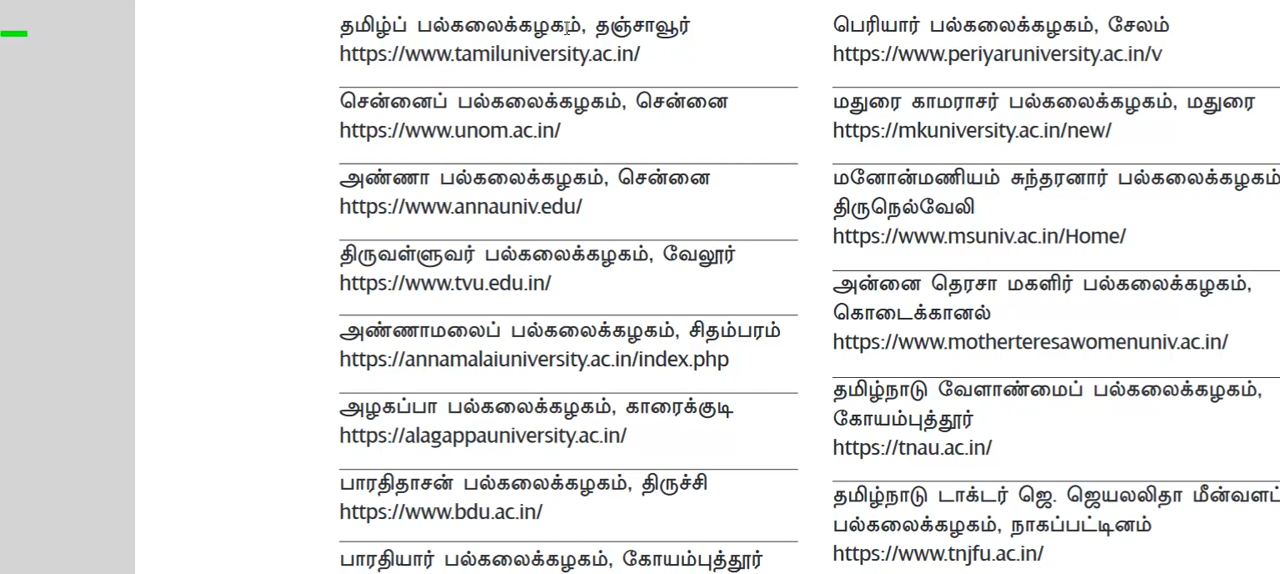 தமிழ்ப் பல்கலைக்கழகம், தஞ்சாவூர்
https://www.tamiluniversity.ac.in/
சென்னைப் பல்கலைக்கழகம், சென்னை
https://www.unom.ac.in/
அண்ணா பல்கலைக்கழகம், சென்னை
https://www.annauniv.edu/
திருவள்ளுவர் பல்கலைக்கழகம், வேலூர்
https://www.tvu.edu.in/
அண்ணாமலைப் பல்கலைக்கழகம், சிதம்பரம்
https://annamalaiuniversity.ac.in/index.php
அழகப்பா பல்கலைக்கழகம், காரைக்குடி
https://alagappauniversity.ac.in/
பாரதிதாசன் பல்கலைக்கழகம், திருச்சி
https://www.bdu.ac.in/
பாரதியார் பல்கலைக்கழகம், கோயம்புத்தூர்
பெரியார் பல்கலைக்கழகம், சேலம்
https://www.periyaruniversity.ac.in/v
மதுரை காமராசர் பல்கலைக்கழகம், மதுரை
https://mkuniversity.ac.in/new/
மனோன்மணியம் சுந்தரனார் பல்கலைக்கழகம்
திருநெல்வேலி
https://www.msuniv.ac.in/Home/
அன்னை தெரசா மகளிர் பல்கலைக்கழகம்,
கொடைக்கானல்
https://www.motherteresawomenuniv.ac.in/
தமிழ்நாடு வேளாண்மைப் பல்கலைக்கழகம்,
கோயம்புத்தூர்
https://tnau.ac.in/
தமிழ்நாடு டாக்டர் ஜெ. ஜெயலலிதா
பல்கலைக்கழகம், நாகப்பட்டினம்
https://www.tnjfu.ac.in/